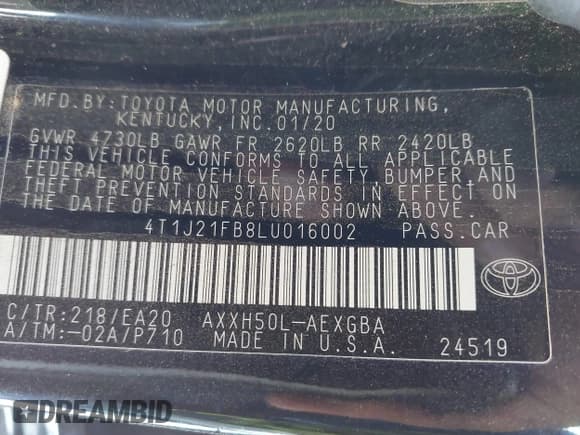 MFD.BY:TOYOTA MOTOR MANUFACTURING,
KENTUCKY, INC.01/20
GVWR 4730LB GAWR FR 2620LB RR 2420LB
THIS VEHICLE CONFORMS TO ALL APPLICABLE
FEDERAL MOTOR VEHICLE SAFETY, BUMPER,AND
THEFT PREVENTION STANDARDS IN EFFECT ON
THE DATE OF MANUFACTURE SHOWN ABOVE.
4T1J21FB8LU016002 PASS.CAR
C/TR:218/EA20 AXXH50L-AEXGBA
A/TM:-02A/P710 MADE IN U.S.A. 24519
DREAMBID